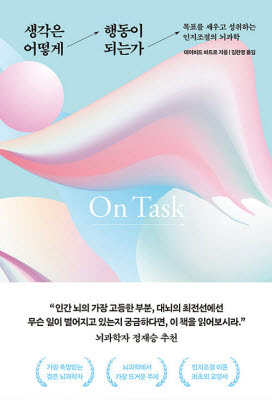 생각은
어떻게
행동이
되는가
목표를 세우고 성취하는
인지조절의 뇌과학
데이비드 바드르 지음 | 김한영 옮김
On Task
“인간 뇌의 가장 고등한 부분, 대뇌의 최전선에선
무슨 일이 벌어지고 있는지 궁금하다면, 이 책을 읽어보시라.”
뇌과학자 정재승 추천
가장 촉망받는
젊은 뇌과학자
뇌과학에서
가장 뜨거운 주제
인지조절 이론
최초의 교양서